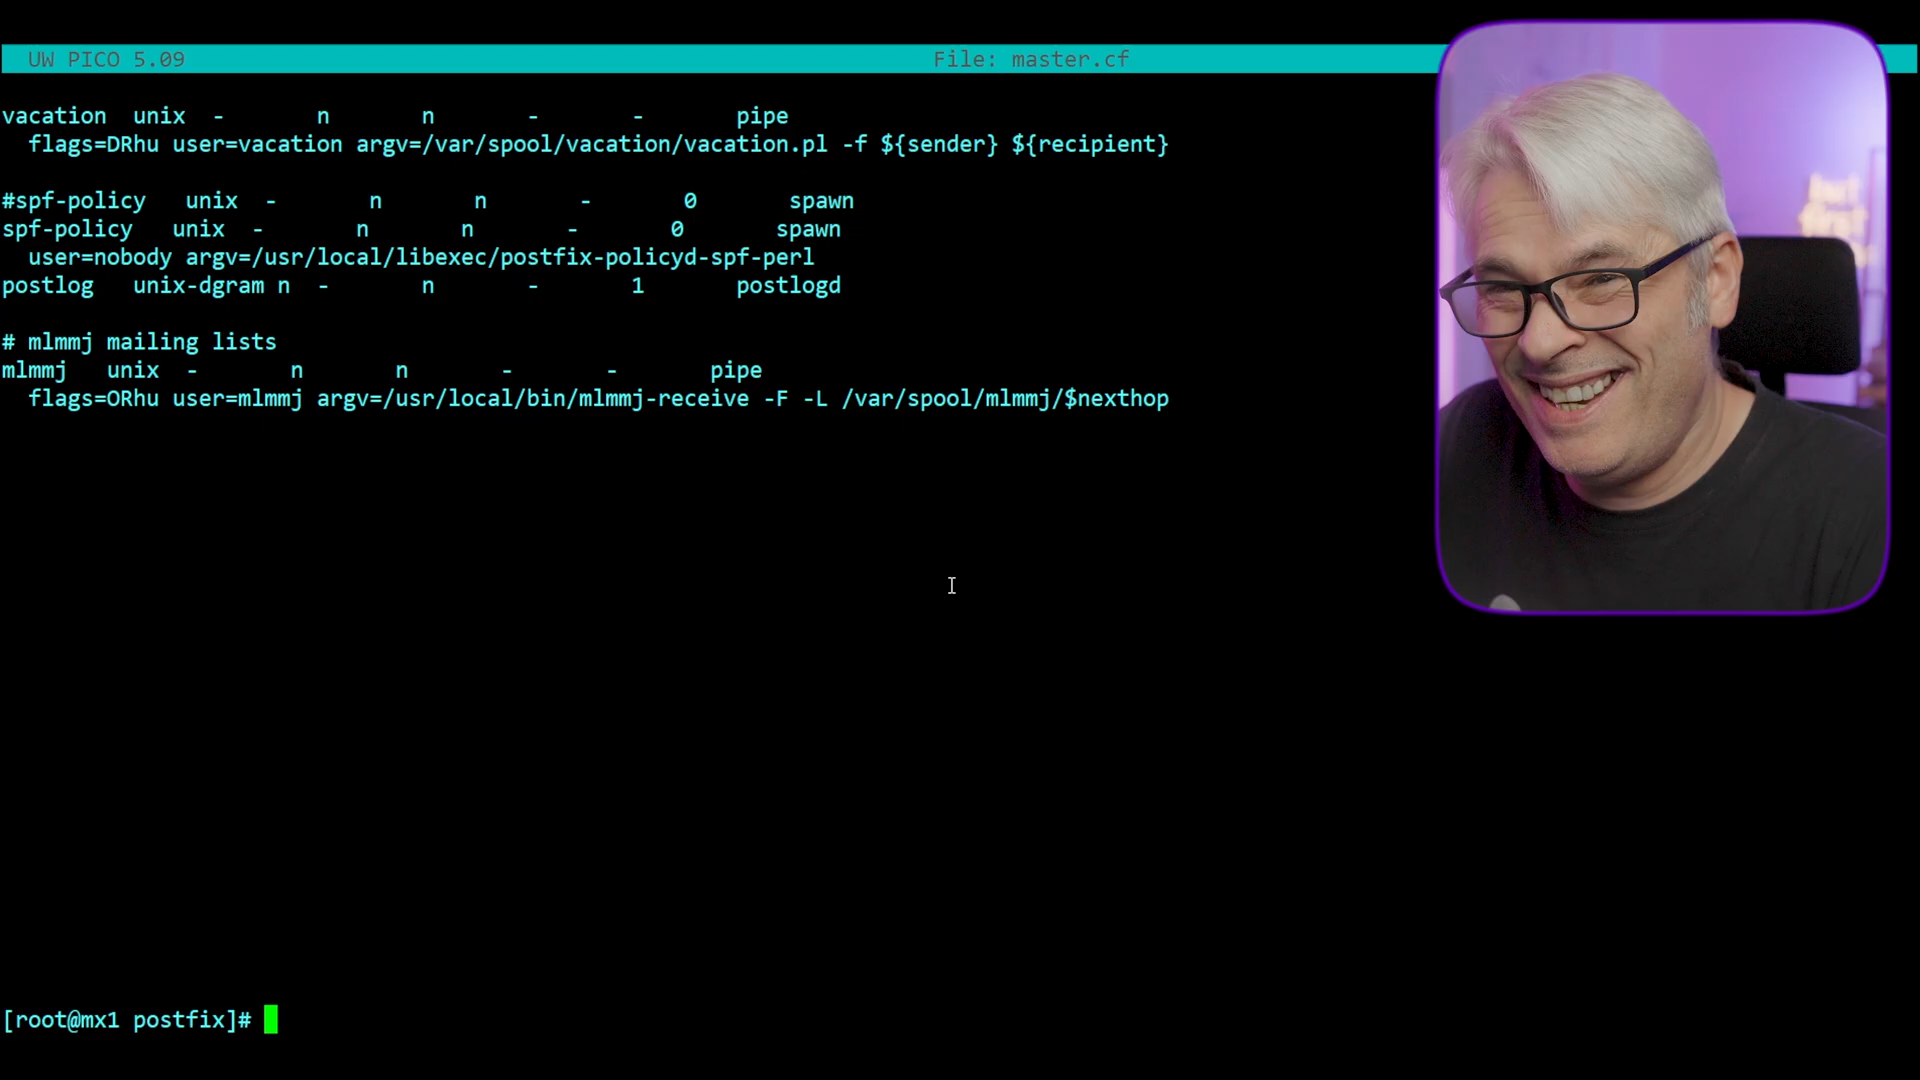 UW PICO 5.09 File: master.cf
vacation unix - n n - - pipe
flags=DRhu user=vacation argv=/var/spool/vacation/vacation.pl -f ${sender} ${recipient}
#spf-policy unix - n n - 0 spawn
spf-policy unix - n n - 0 spawn
user=nobody argv=/usr/local/libexec/postfix-policyd-spf-perl
postlog unix-dgram n - n - 1 postlogd
# mlmmj mailing lists
mlmmj unix - n n - - pipe
flags=ORhu user=mlmmj argv=/usr/local/bin/mlmmj-receive -F -L /var/spool/mlmmj/$nexthop
[root@mx1 postfix]#